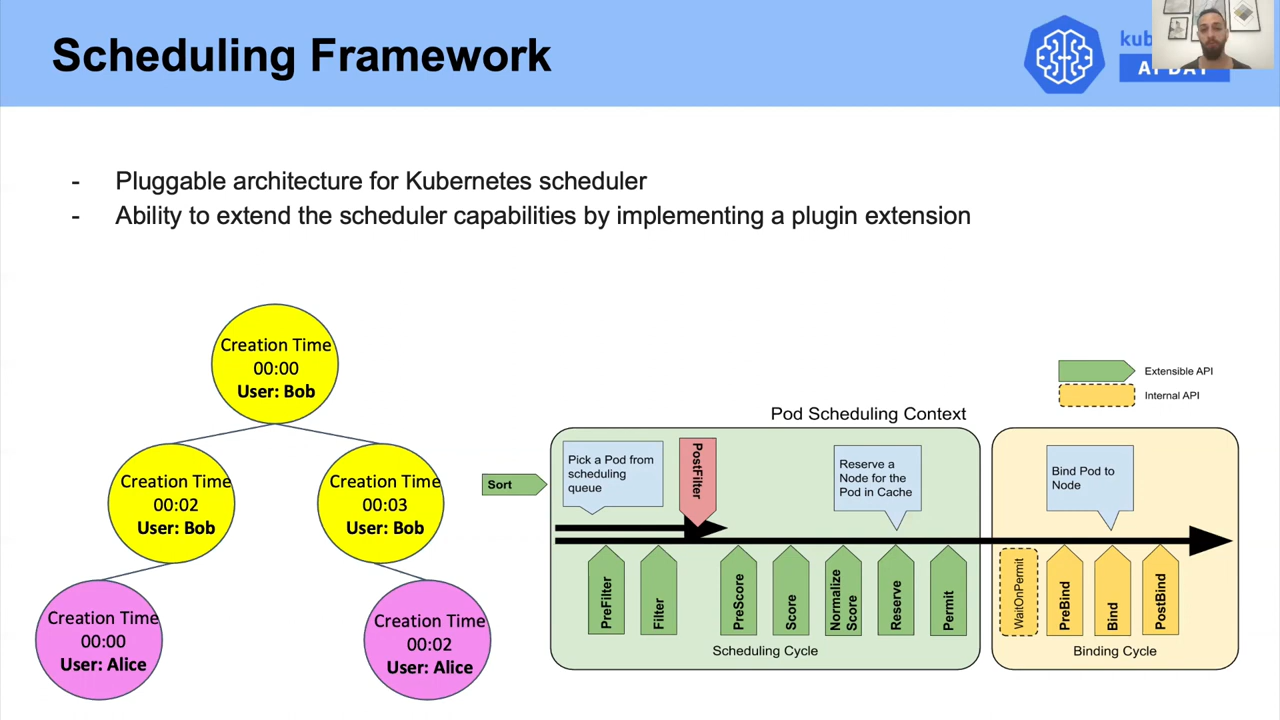 Scheduling Framework
- Pluggable architecture for Kubernetes scheduler
- Ability to extend the scheduler capabilities by implementing a plugin extension
Creation Time
00:00
User: Bob
Creation Time
00:02
User: Bob
Creation Time
00:03
User: Bob
Creation Time
00:00
User: Alice
Creation Time
00:02
User: Alice
Extensible API
Internal API
Pod Scheduling Context
Sort
Pick a Pod from
scheduling
queue
PostFilter
Reserve a
Node for the
Pod in Cache
Bind Pod to
Node
PreFilter
Filter
PreScore
Score
Normalize
Score
Reserve
Permit
WaitOnPermit
PreBind
Bind
PostBind
Scheduling Cycle
Binding Cycle